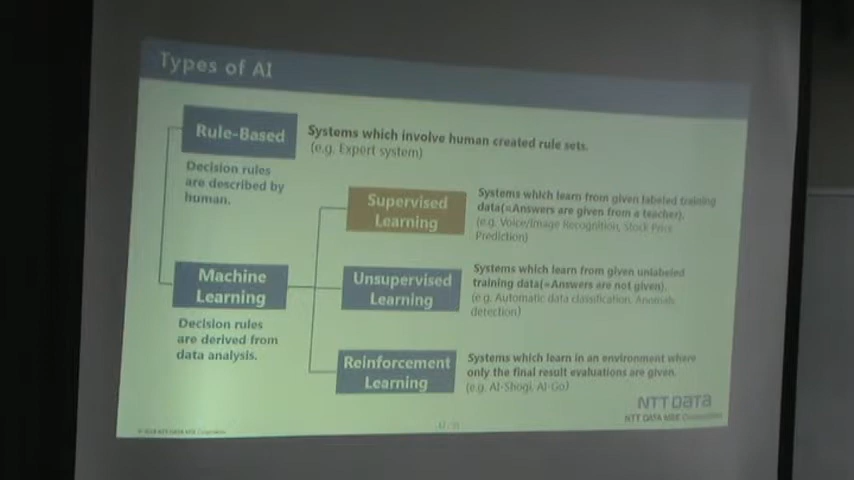 Types of AI
Rule-Based
Systems which involve human created rule sets.
(e.g. Expert system)
Decision rules
are described by
human.
Supervised
Learning
Systems which learn from given labeled training
data(=Answers are given from a teacher).
(e.g. Voice/Image Recognition, Stock Price
Prediction)
Machine
Learning
Decision rules
are derived from
data analysis.
Unsupervised
Learning
Systems which learn from given unlabeled
training data(=Answers are not given).
(e.g. Automatic data classification, Anomaly
detection)
Reinforcement
Learning
Systems which learn in an environment where
only the final result evaluations are given.
(e.g. AI-Shogi, AI-Go)
NTT DATA
NTT DATA MSE Corporation